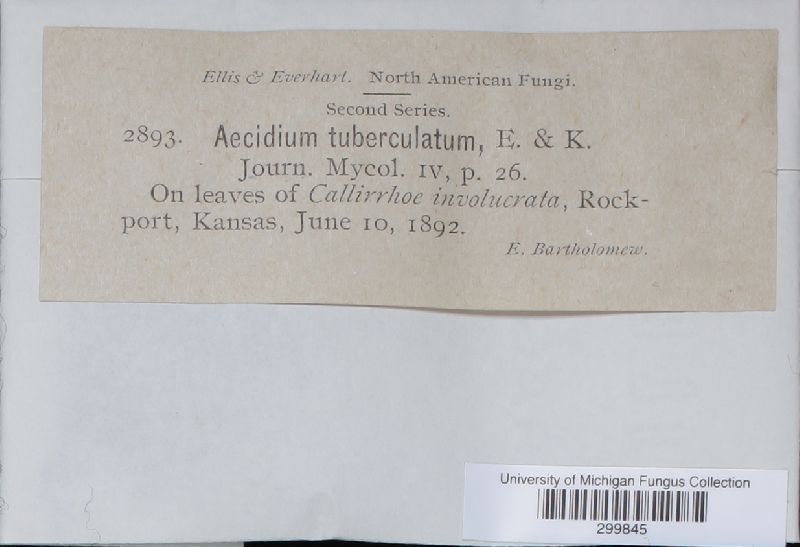 Ellis & Everhart. North American Fungi.
Second Series.
2893. Aecidium tuberculatum, E. & K.
Journ. Mycol. IV, p. 26.
On leaves of Callirrhoe involucrata, Rock-
port, Kansas, June 10, 1892.
E. Bartholomew.
University of Michigan Fungus Collection
299845